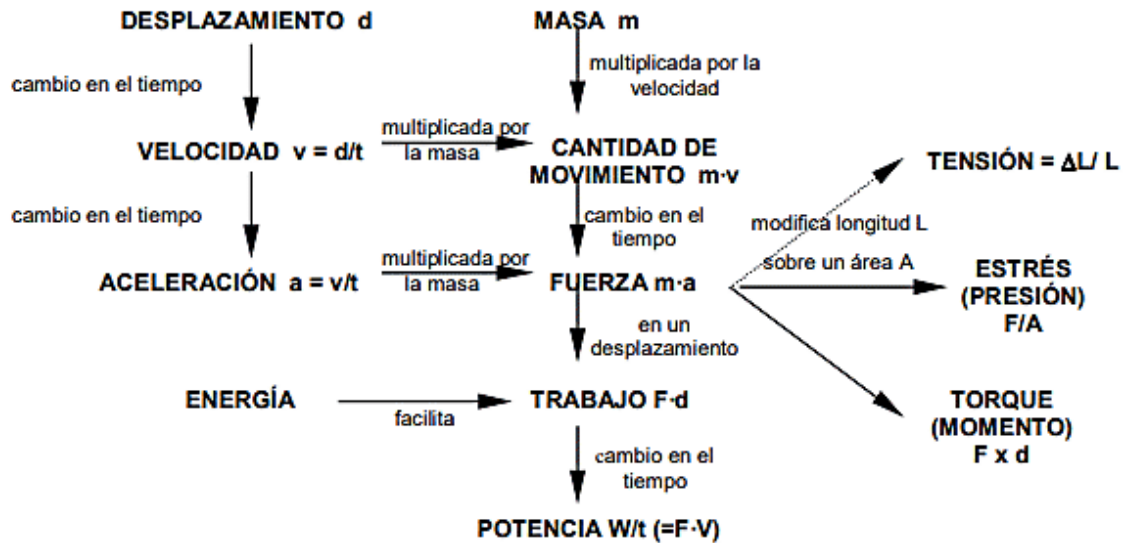 DESPLAZAMIENTO d
MASA m
cambio en el tiempo
multiplicada por la
velocidad
VELOCIDAD v = d/t
multiplicada por
la masa
CANTIDAD DE
MOVIMIENTO m·v
TENSIÓN = ΔL/ L
cambio en el tiempo
cambio en el
tiempo
modifica longitud L
sobre un área A
ACELERACIÓN a = v/t
multiplicada por
la masa
FUERZA m·a
ESTRÉS
(PRESIÓN)
F/A
en un
desplazamiento
ENERGÍA
facilita
TRABAJO F·d
TORQUE
(MOMENTO)
F x d
cambio en el
tiempo
POTENCIA W/t (=F·V)